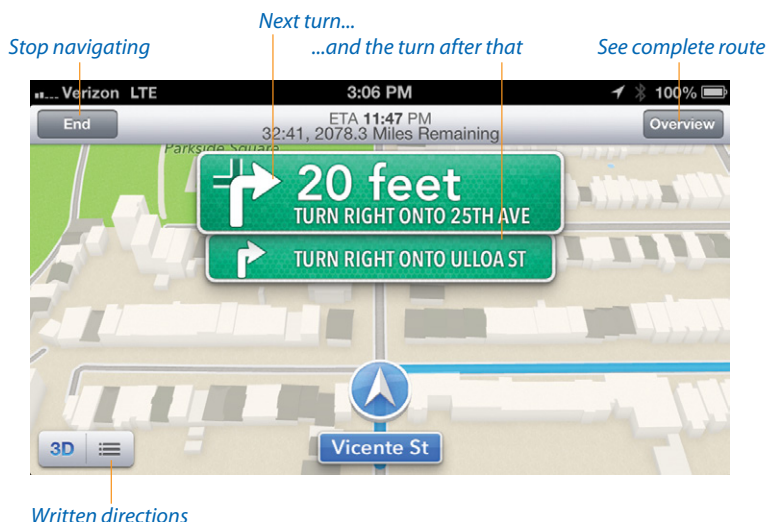 Next turn...
Stop navigating
...and the turn after that
See complete route
Verizon LTE
3:06 PM
100%
End
ETA 11:47 PM
32:41, 2078.3 Miles Remaining
Overview
Parkside Square
20 feet
TURN RIGHT ONTO 25TH AVE
TURN RIGHT ONTO ULLOA ST
3D
Vicente St
Written directions